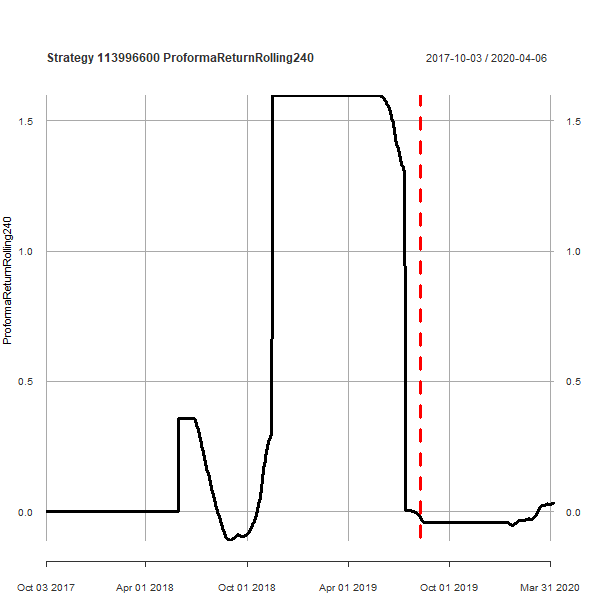 Strategy 113996600 ProformaReturnRolling240
2017-10-03 / 2020-04-06
ProformaReturnRolling240
1.5
1.0
0.5
0.0
1.5
1.0
0.5
0.0
Oct 03 2017
Apr 01 2018
Oct 01 2018
Apr 01 2019
Oct 01 2019
Mar 31 2020